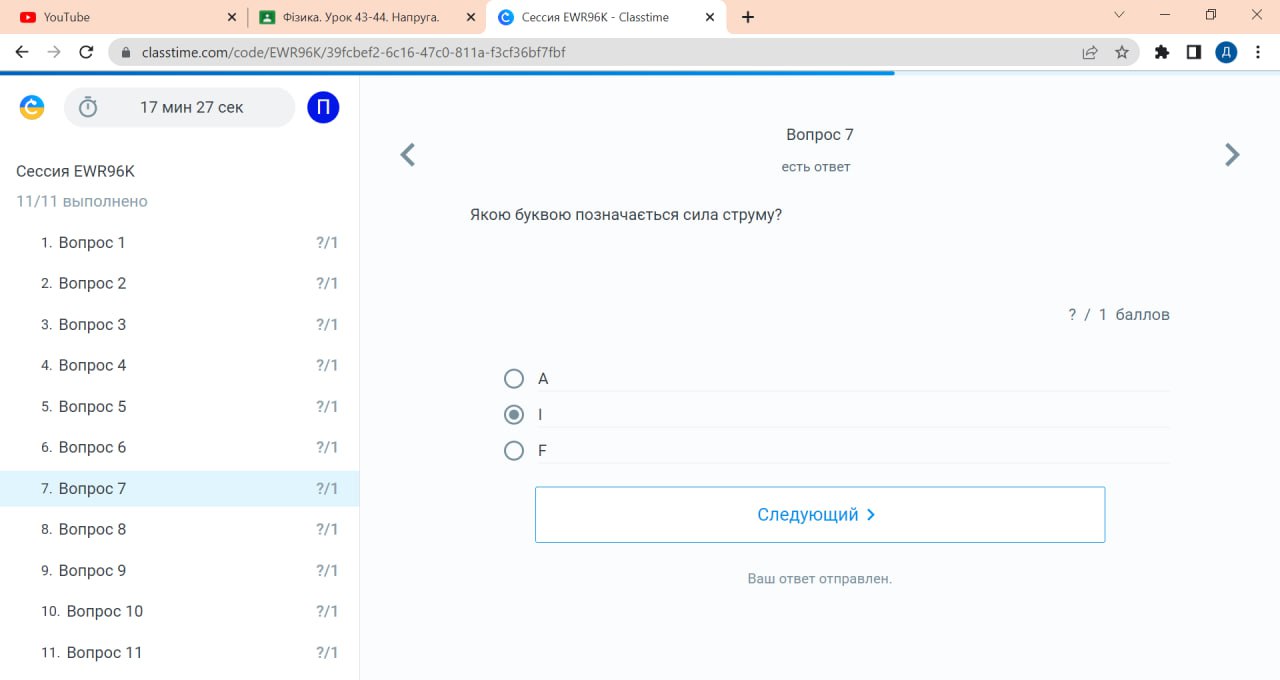 YouTube
Фізика. Урок 43-44. Напруга.
Сессия EWR96K - Classtime
classtime.com/code/EWR96K/39fcbef2-6c16-47c0-811a-f3cf36bf7fbf
Д
17 мин 27 сек
П
Сессия EWR96K
11/11 выполнено
1. Вопрос 1 ?/1
2. Вопрос 2 ?/1
3. Вопрос 3 ?/1
4. Вопрос 4 ?/1
5. Вопрос 5 ?/1
6. Вопрос 6 ?/1
7. Вопрос 7 ?/1
8. Вопрос 8 ?/1
9. Вопрос 9 ?/1
10. Вопрос 10 ?/1
11. Вопрос 11 ?/1
Вопрос 7
есть ответ
Якою буквою позначається сила струму?
? / 1 баллов
A
I
F
Следующий
Ваш ответ отправлен.